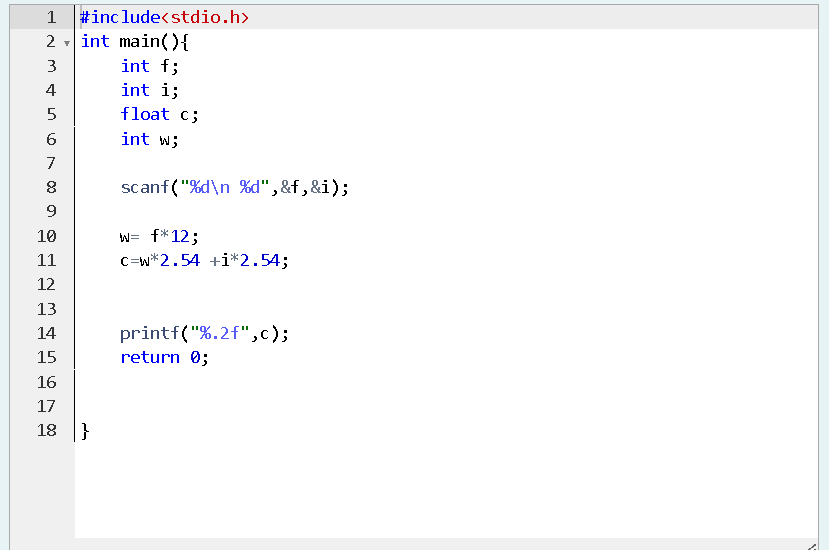 1 #include<stdio.h>
2 int main(){
3     int f;
4     int i;
5     float c;
6     int w;
7
8     scanf("%d\n %d",&f,&i);
9
10     w= f*12;
11     c=w*2.54 +i*2.54;
12
13
14     printf("%.2f",c);
15     return 0;
16
17
18 }